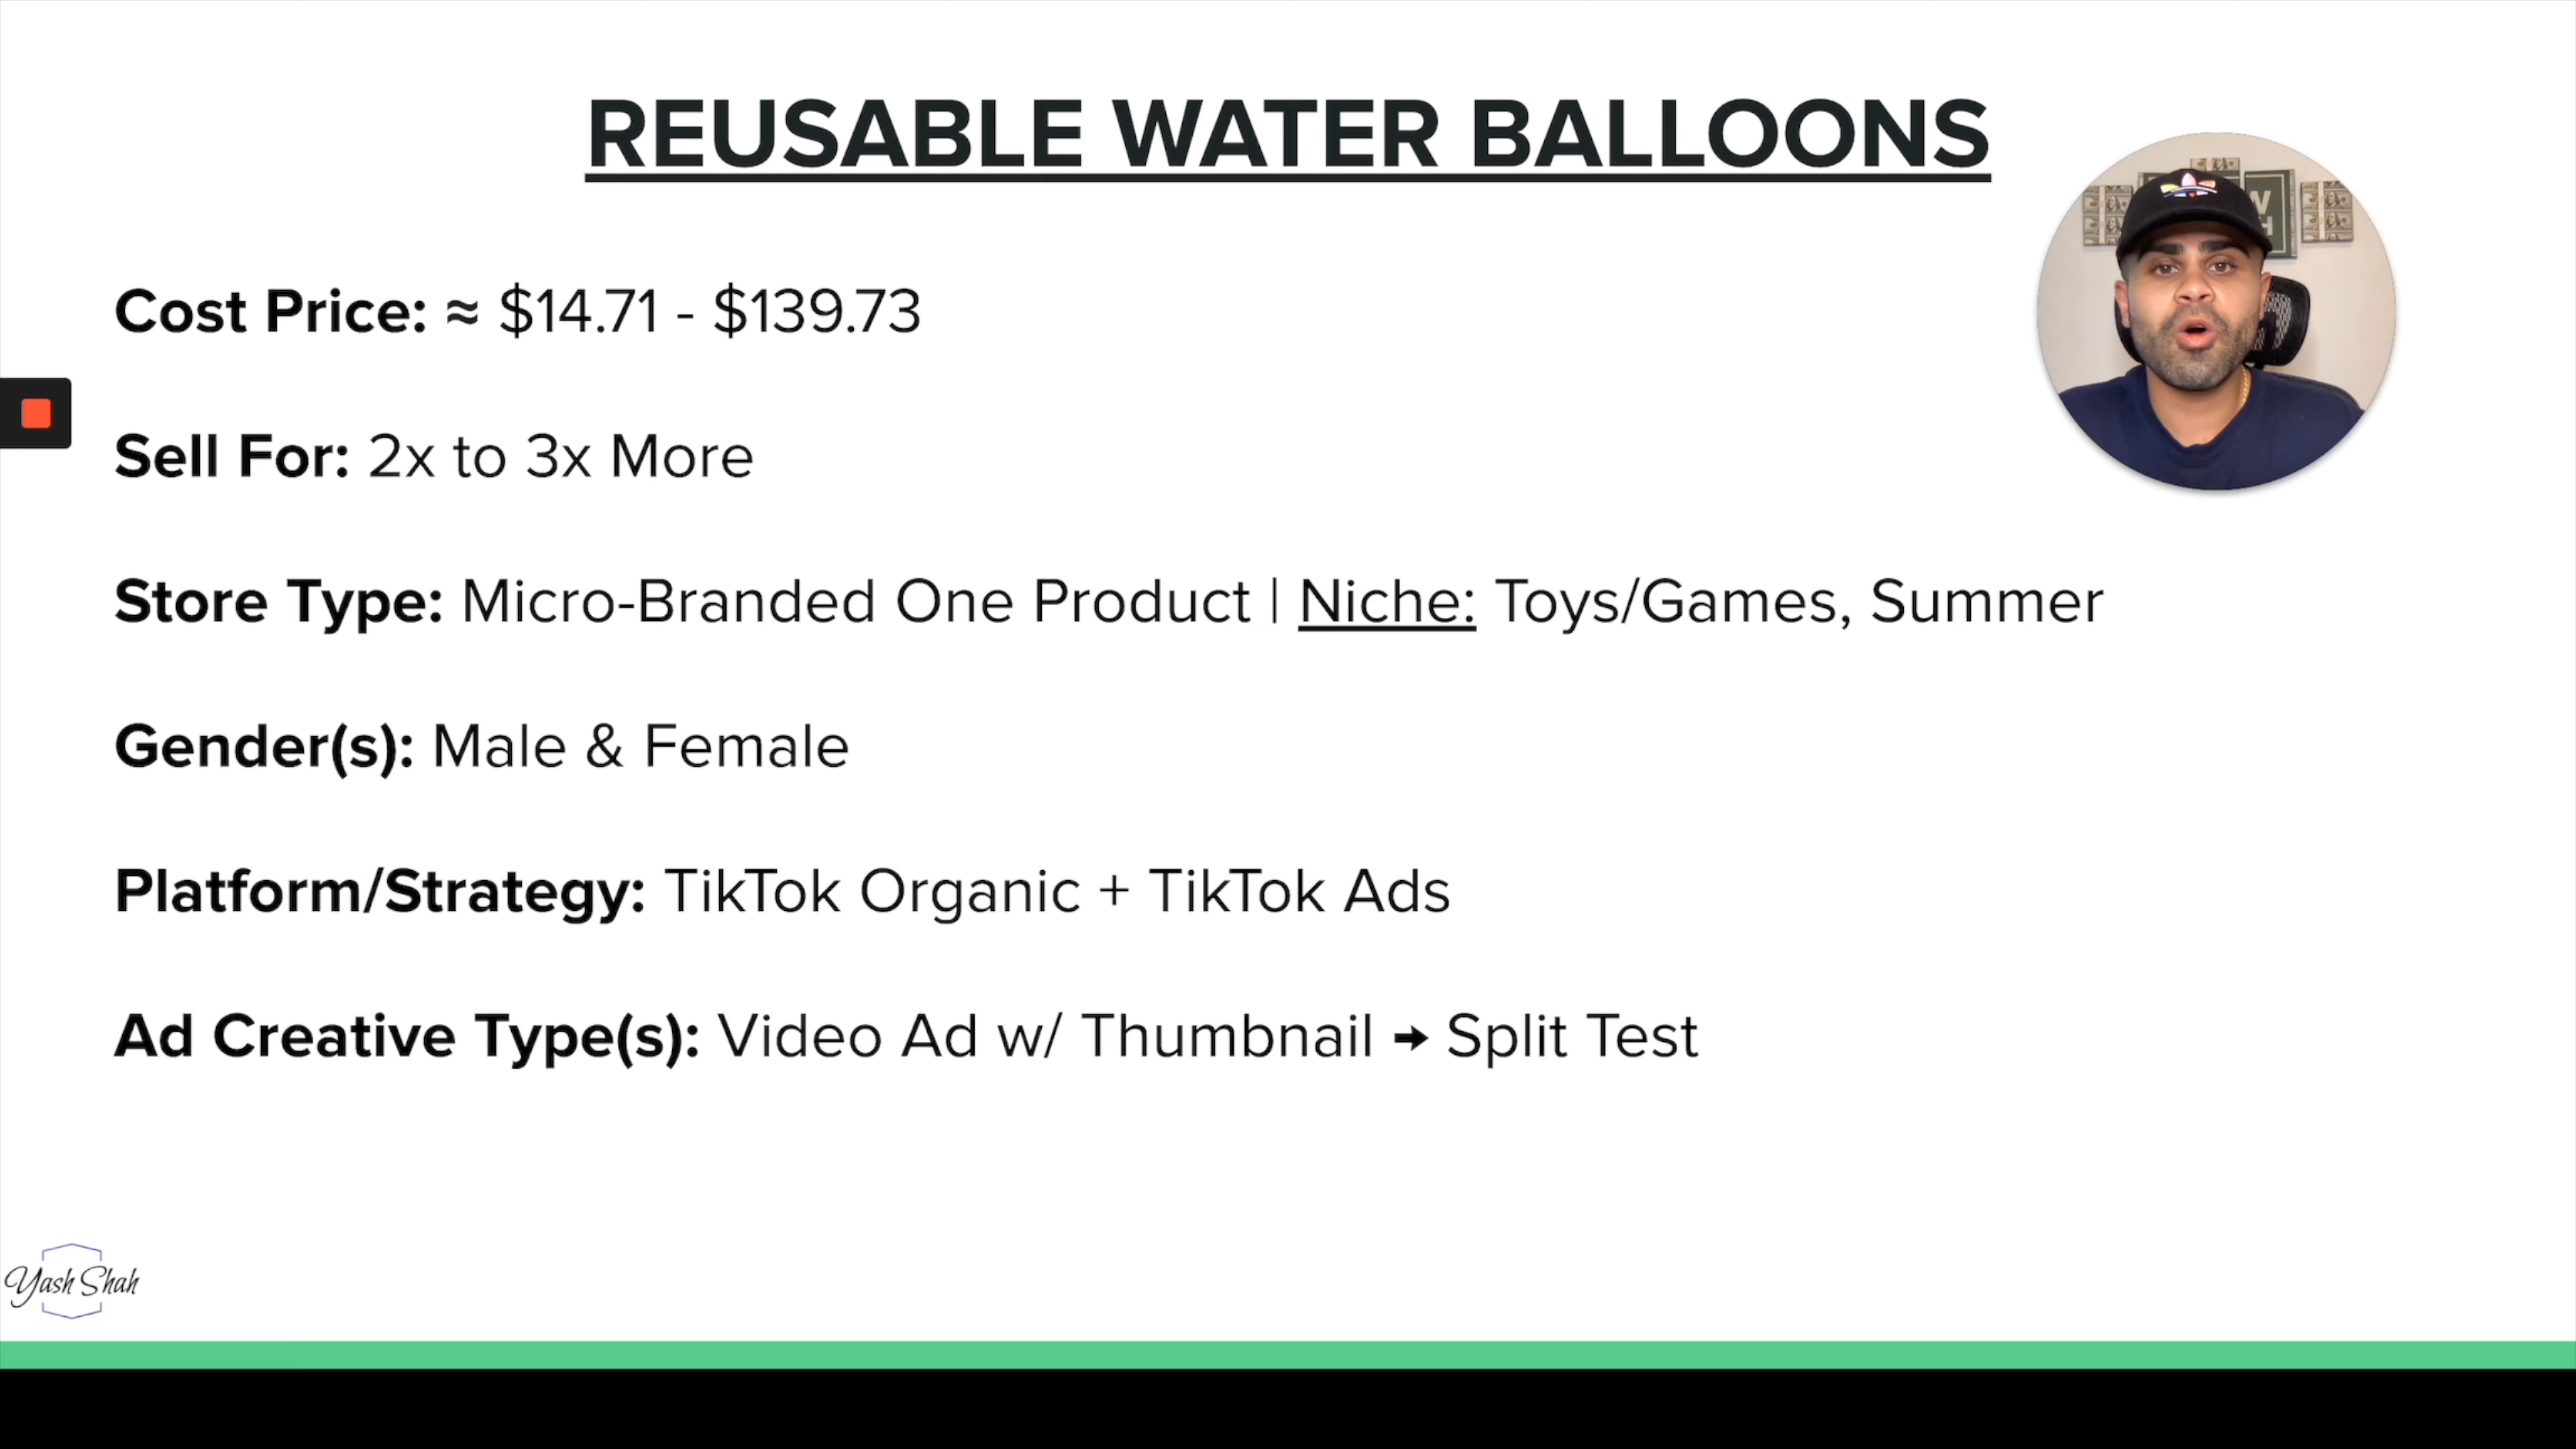 REUSABLE WATER BALLOONS
Cost Price: ≈ $14.71 - $139.73
Sell For: 2x to 3x More
Store Type: Micro-Branded One Product | Niche: Toys/Games, Summer
Gender(s): Male & Female
Platform/Strategy: TikTok Organic + TikTok Ads
Ad Creative Type(s): Video Ad w/ Thumbnail → Split Test
Yash Shah